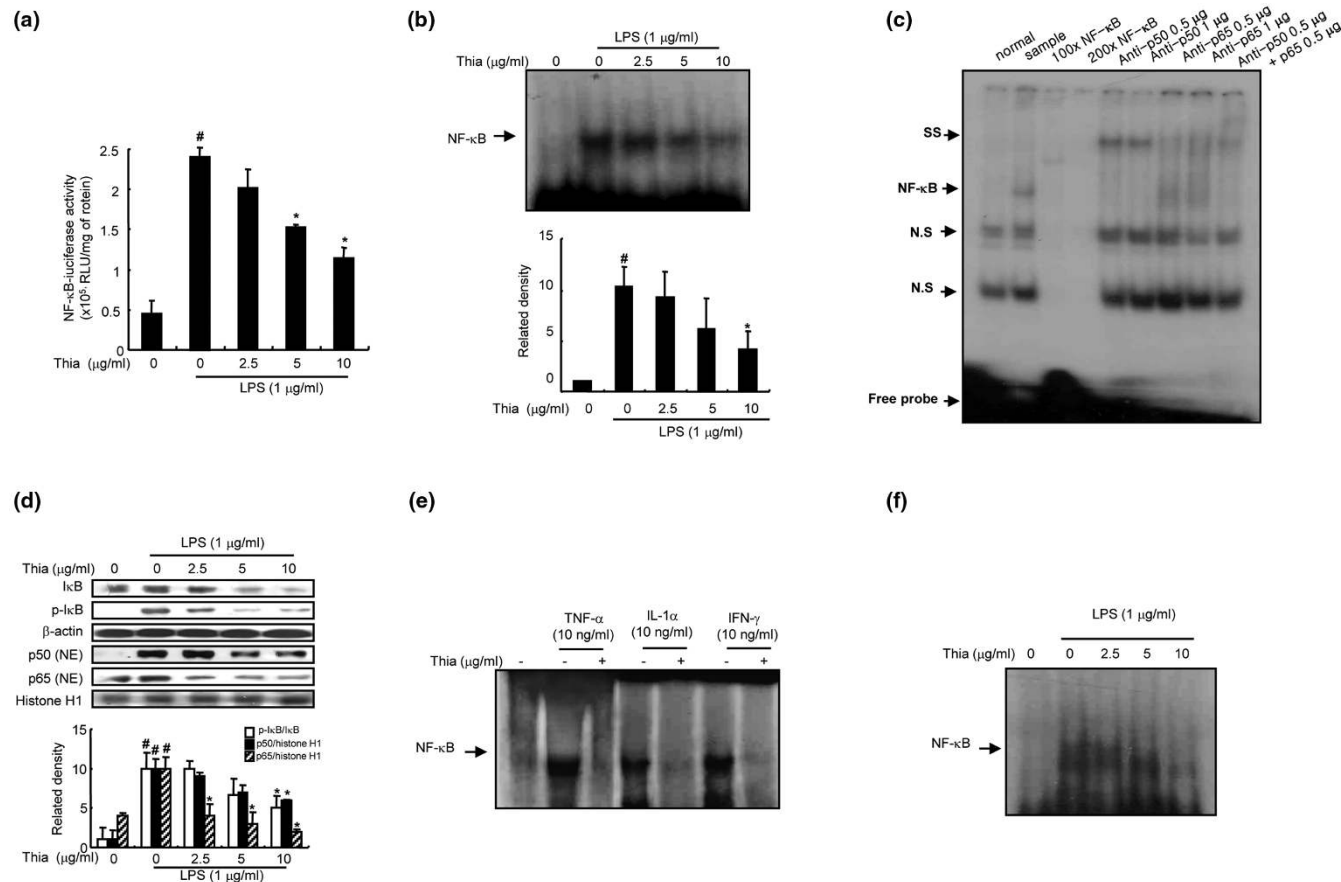 (a)
NF-κB-iuciferase activity
(x10⁵. RLU/mg of rotein)
2.5
2
1.5
1
0.5
0
#
*
*
Thia (μg/ml) 0 0 2.5 5 10
LPS (1 μg/ml)
(b)
LPS (1 μg/ml)
Thia (μg/ml) 0 0 2.5 5 10
NF-κB
Related density
15
10
5
0
#
*
0 0 2.5 5 10
Thia (μg/ml)
LPS (1 μg/ml)
(c)
normal
sample
100x NF-κB
200x NF-κB
Anti-p50 0.5 μg
Anti-p50 1 μg
Anti-p65 0.5 μg
Anti-p65 1 μg
Anti-p50 0.5 μg
+ p65 0.5 μg
SS
NF-κB
N.S
N.S
Free probe
(d)
LPS (1 μg/ml)
Thia (μg/ml) 0 0 2.5 5 10
IκB
p-IκB
β-actin
p50 (NE)
p65 (NE)
Histone H1
Related density
15
10
5
0
# # #
p-IκB/IκB
p50/histone H1
p65/histone H1
*
*
* *
*
Thia (μg/ml) 0 0 2.5 5 10
LPS (1 μg/ml)
(e)
TNF-α IL-1α IFN-γ
(10 ng/ml) (10 ng/ml) (10 ng/ml)
Thia (μg/ml) - - + - + - +
NF-κB
(f)
LPS (1 μg/ml)
Thia (μg/ml) 0 0 2.5 5 10
NF-κB